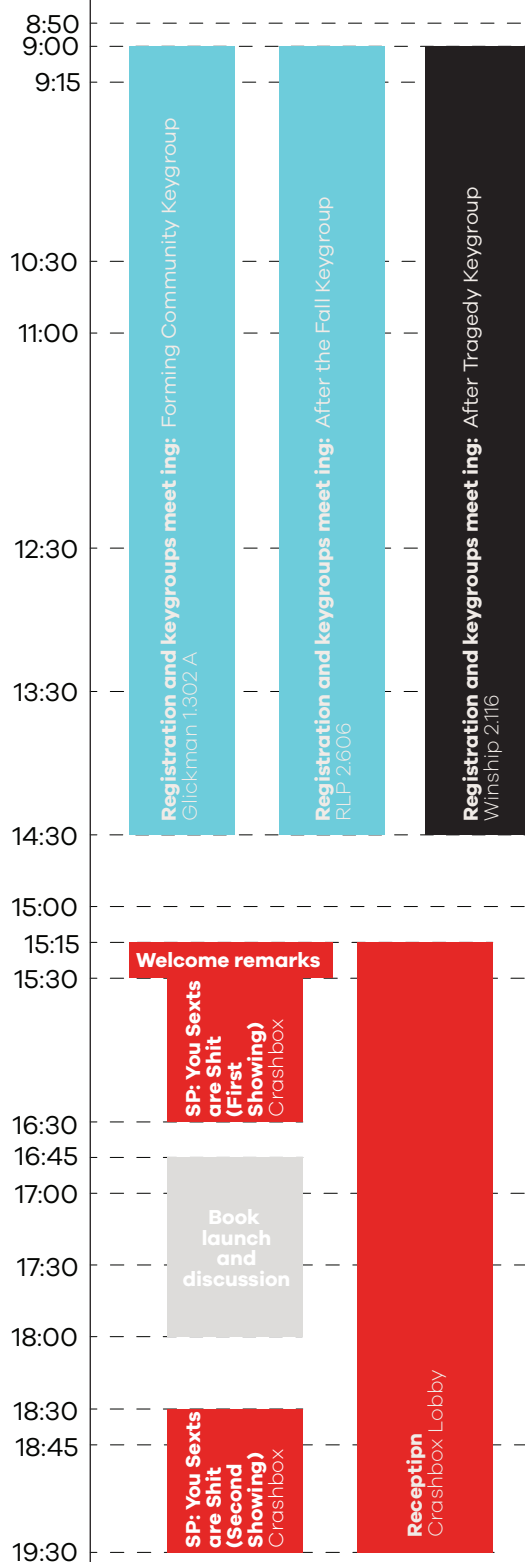 8:50
9:00
9:15
10:30
11:00
12:30
13:30
14:30
15:00
15:15
15:30
16:30
16:45
17:00
17:30
18:00
18:30
18:45
19:30
Registration and keygroups meet ing: Forming Community Keygroup
Glickman 1.302 A
Registration and keygroups meet ing: After the Fall Keygroup
RLP 2.606
Registration and keygroups meet ing: After Tragedy Keygroup
Winship 2.116
Welcome remarks
SP: You Sexts
are Shit
(First
Showing)
Crashbox
Book
launch
and
discussion
SP: You Sexts
are Shit
(Second
Showing)
Crashbox
Receptipn
Crashbox Lobby